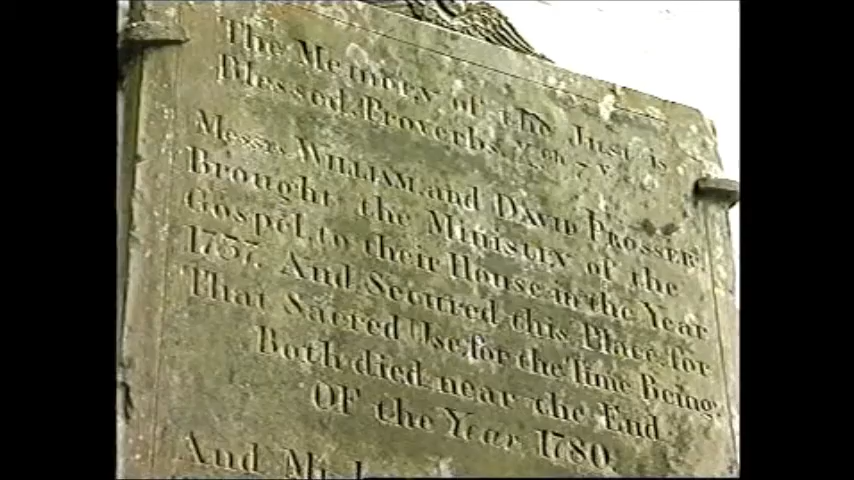 The Memory of the Just is
Blessed. Proverbs. Ch 7 V.
Messrs. WILLIAM and DAVID PROSSER
Brought the MINISTRY of the
Gospel to their House in the Year
1737. And Secured this Place for
That Sacred Use for the Time Being:
Both died near the End
OF the Year 1780.
And